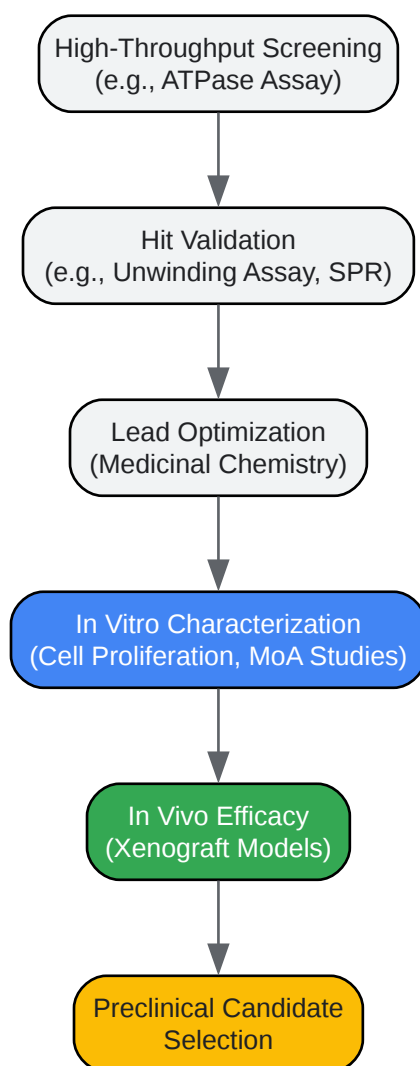 High-Throughput Screening
(e.g., ATPase Assay)
Hit Validation
(e.g., Unwinding Assay, SPR)
Lead Optimization
(Medicinal Chemistry)
In Vitro Characterization
(Cell Proliferation, MoA Studies)
In Vivo Efficacy
(Xenograft Models)
Preclinical Candidate
Selection